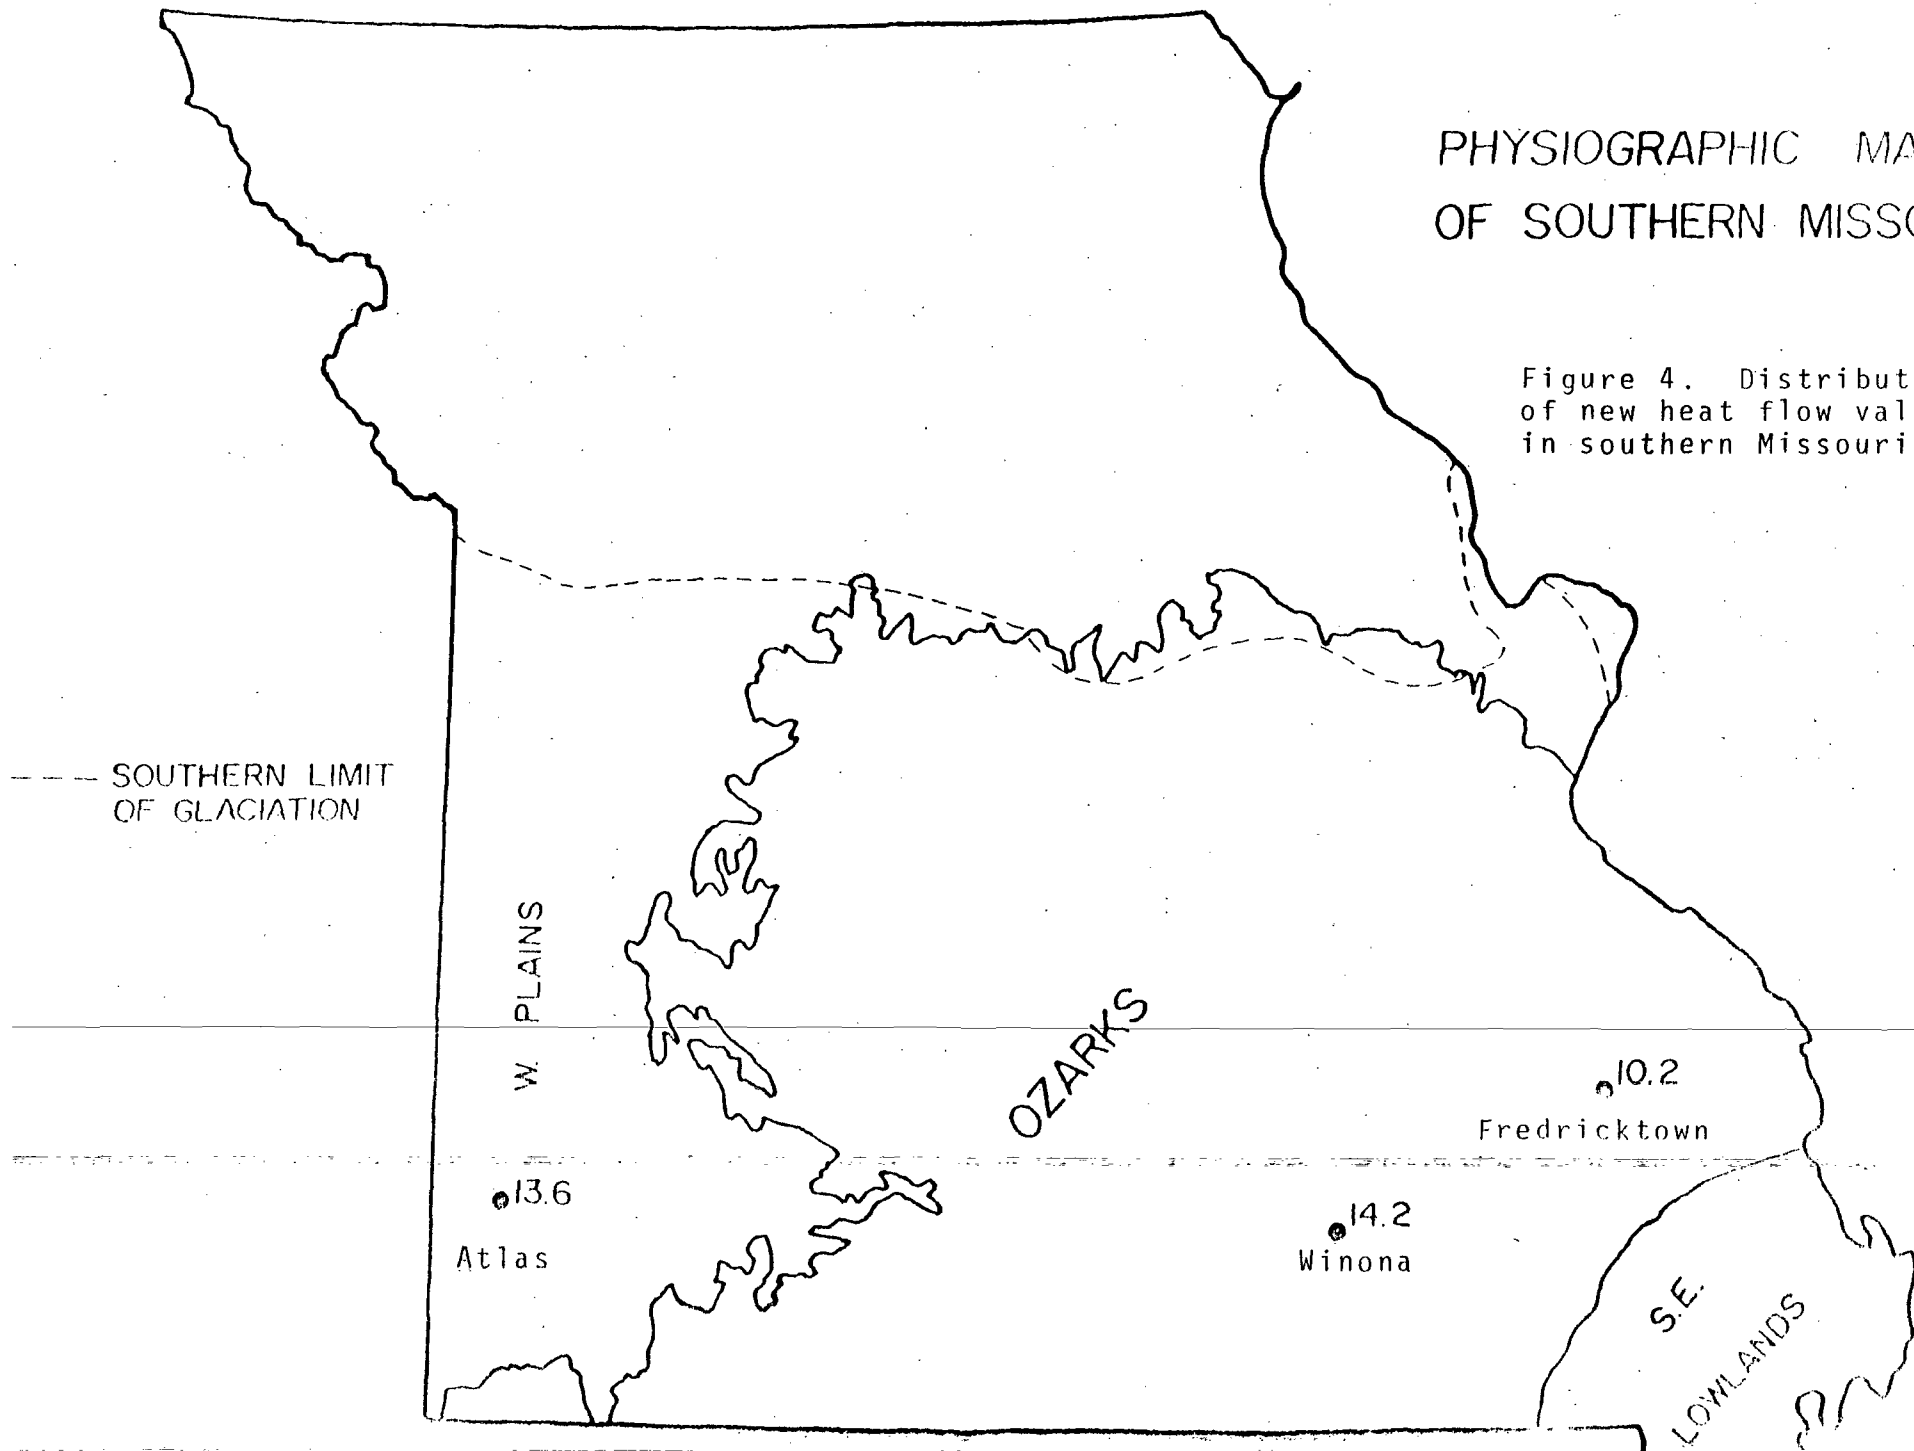 PHYSIOGRAPHIC MA
OF SOUTHERN MISSO
Figure 4. Distribut
of new heat flow val
in southern Missouri
SOUTHERN LIMIT
OF GLACIATION
W. PLAINS
OZARKS
10.2
Fredricktown
13.6
Atlas
14.2
Winona
S.E.
LOWLANDS